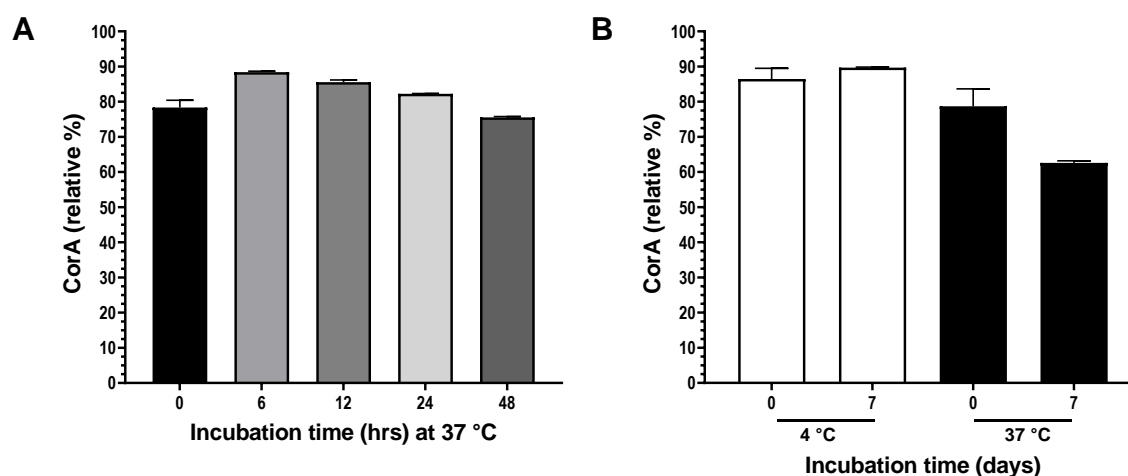 A
CorA (relative %)
100
90
80
70
60
50
40
30
20
10
0
0 6 12 24 48
Incubation time (hrs) at 37 °C
B
CorA (relative %)
100
90
80
70
60
50
40
30
20
10
0
0 7 0 7
4 °C 37 °C
Incubation time (days)